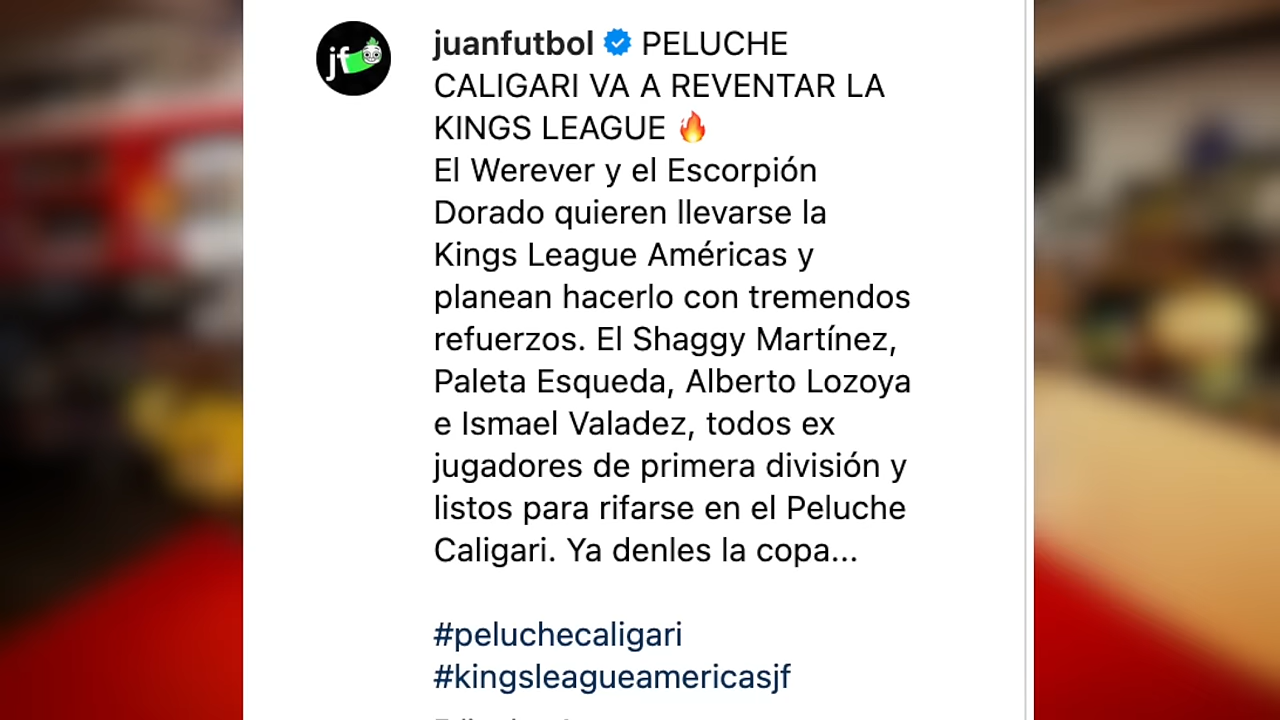 jf
juanfutbol PELUCHE
CALIGARI VA A REVENTAR LA
KINGS LEAGUE 🔥
El Werever y el Escorpión
Dorado quieren llevarse la
Kings League Américas y
planean hacerlo con tremendos
refuerzos. El Shaggy Martínez,
Paleta Esqueda, Alberto Lozoya
e Ismael Valadez, todos ex
jugadores de primera división y
listos para rifarse en el Peluche
Caligari. Ya denles la copa...
#peluchecaligari
#kingsleagueamericasjf